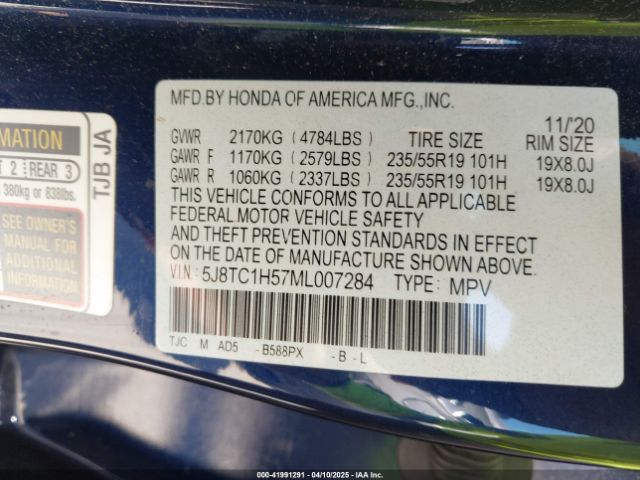 MATION
T 2 REAR 3
380kg or 838lbs.
SEE OWNER'S
MANUAL FOR
ADDITIONAL
INFORMATION
TJB JA
MFD.BY HONDA OF AMERICA MFG.,INC.
11/'20
GVWR 2170KG (4784LBS) TIRE SIZE RIM SIZE
GAWR F 1170KG (2579LBS) 235/55R19 101H 19X8.0J
GAWR R 1060KG (2337LBS) 235/55R19 101H 19X8.0J
THIS VEHICLE CONFORMS TO ALL APPLICABLE
FEDERAL MOTOR VEHICLE SAFETY
AND THEFT PREVENTION STANDARDS IN EFFECT
ON THE DATE OF MANUFACTURE SHOWN ABOVE.
VIN: 5J8TC1H57ML007284 TYPE: MPV
TJC M AD5 -B588PX -B-L
00-41991291 - 04/10/2025 - IAAI Inc.